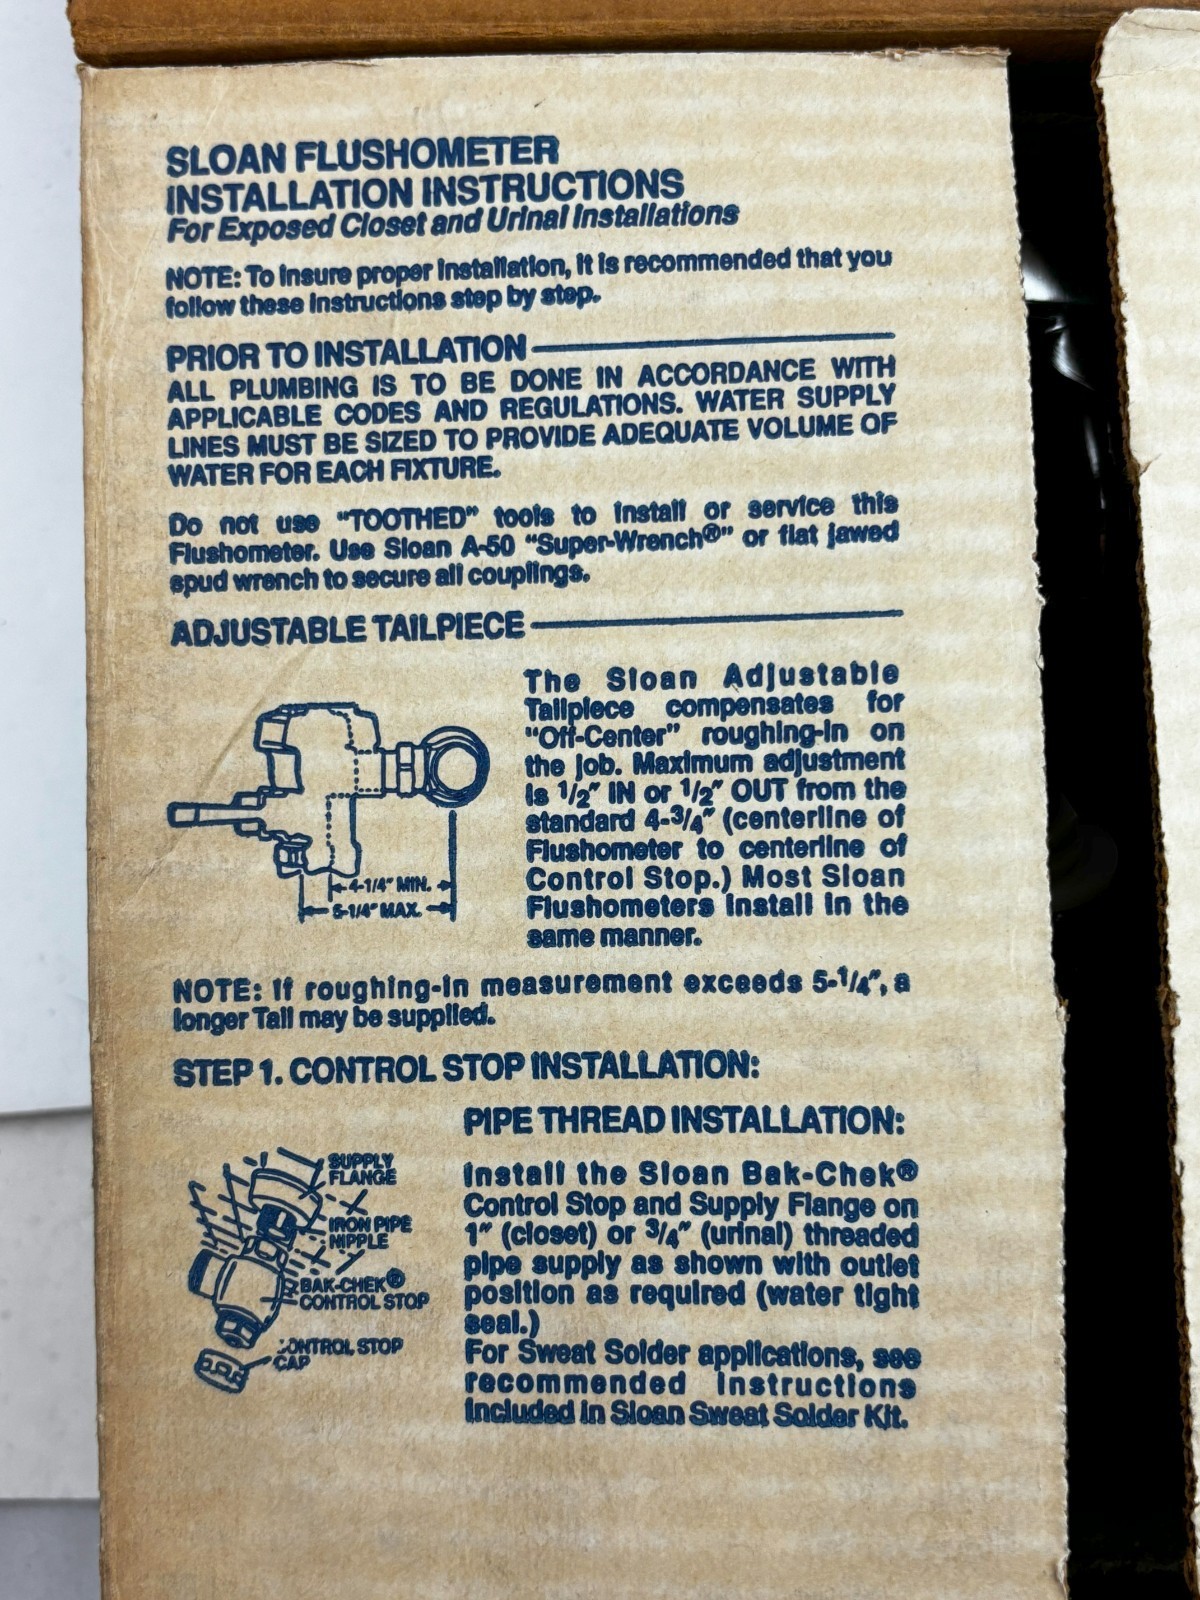 SLOAN FLUSHOMETER
INSTALLATION INSTRUCTIONS
For Exposed Closet and Urinal Installations
NOTE: To insure proper installation, it is recommended that you
follow these instructions step by step.
PRIOR TO INSTALLATION
ALL PLUMBING IS TO BE DONE IN ACCORDANCE WITH
APPLICABLE CODES AND REGULATIONS. WATER SUPPLY
LINES MUST BE SIZED TO PROVIDE ADEQUATE VOLUME OF
WATER FOR EACH FIXTURE.
Do not use "TOOTHED" tools to install or service this
Flushometer. Use Sloan A-50 "Super-Wrench®" or flat jawed
spud wrench to secure all couplings.
ADJUSTABLE TAILPIECE
The Sloan Adjustable
Tailpiece compensates for
"Off-Center" roughing-in on
the job. Maximum adjustment
is 1/2" IN or 1/2" OUT from the
standard 4-3/4" (centerline of
Flushometer to centerline of
Control Stop.) Most Sloan
Flushometers install in the
same manner.
4-1/4" MIN.
5-1/4" MAX.
NOTE: If roughing-in measurement exceeds 5-1/4", a
longer Tail may be supplied.
STEP 1. CONTROL STOP INSTALLATION:
PIPE THREAD INSTALLATION:
Install the Sloan Bak-Chek®
Control Stop and Supply Flange on
1" (closet) or 3/4" (urinal) threaded
pipe supply as shown with outlet
position as required (water tight
seal.)
For Sweat Solder applications, see
recommended instructions
included in Sloan Sweat Solder Kit.
SUPPLY
FLANGE
IRON PIPE
NIPPLE
BAK-CHEK®
CONTROL STOP
CONTROL STOP
CAP